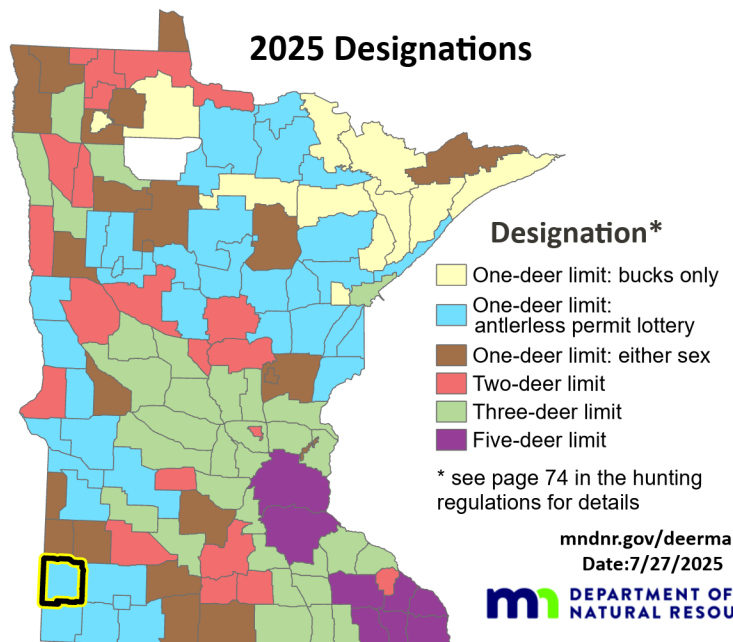 2025 Designations
Designation*
One-deer limit: bucks only
One-deer limit:
antlerless permit lottery
One-deer limit: either sex
Two-deer limit
Three-deer limit
Five-deer limit
* see page 74 in the hunting
regulations for details
mndnr.gov/deerma
Date:7/27/2025
DEPARTMENT OF
NATURAL RESOU